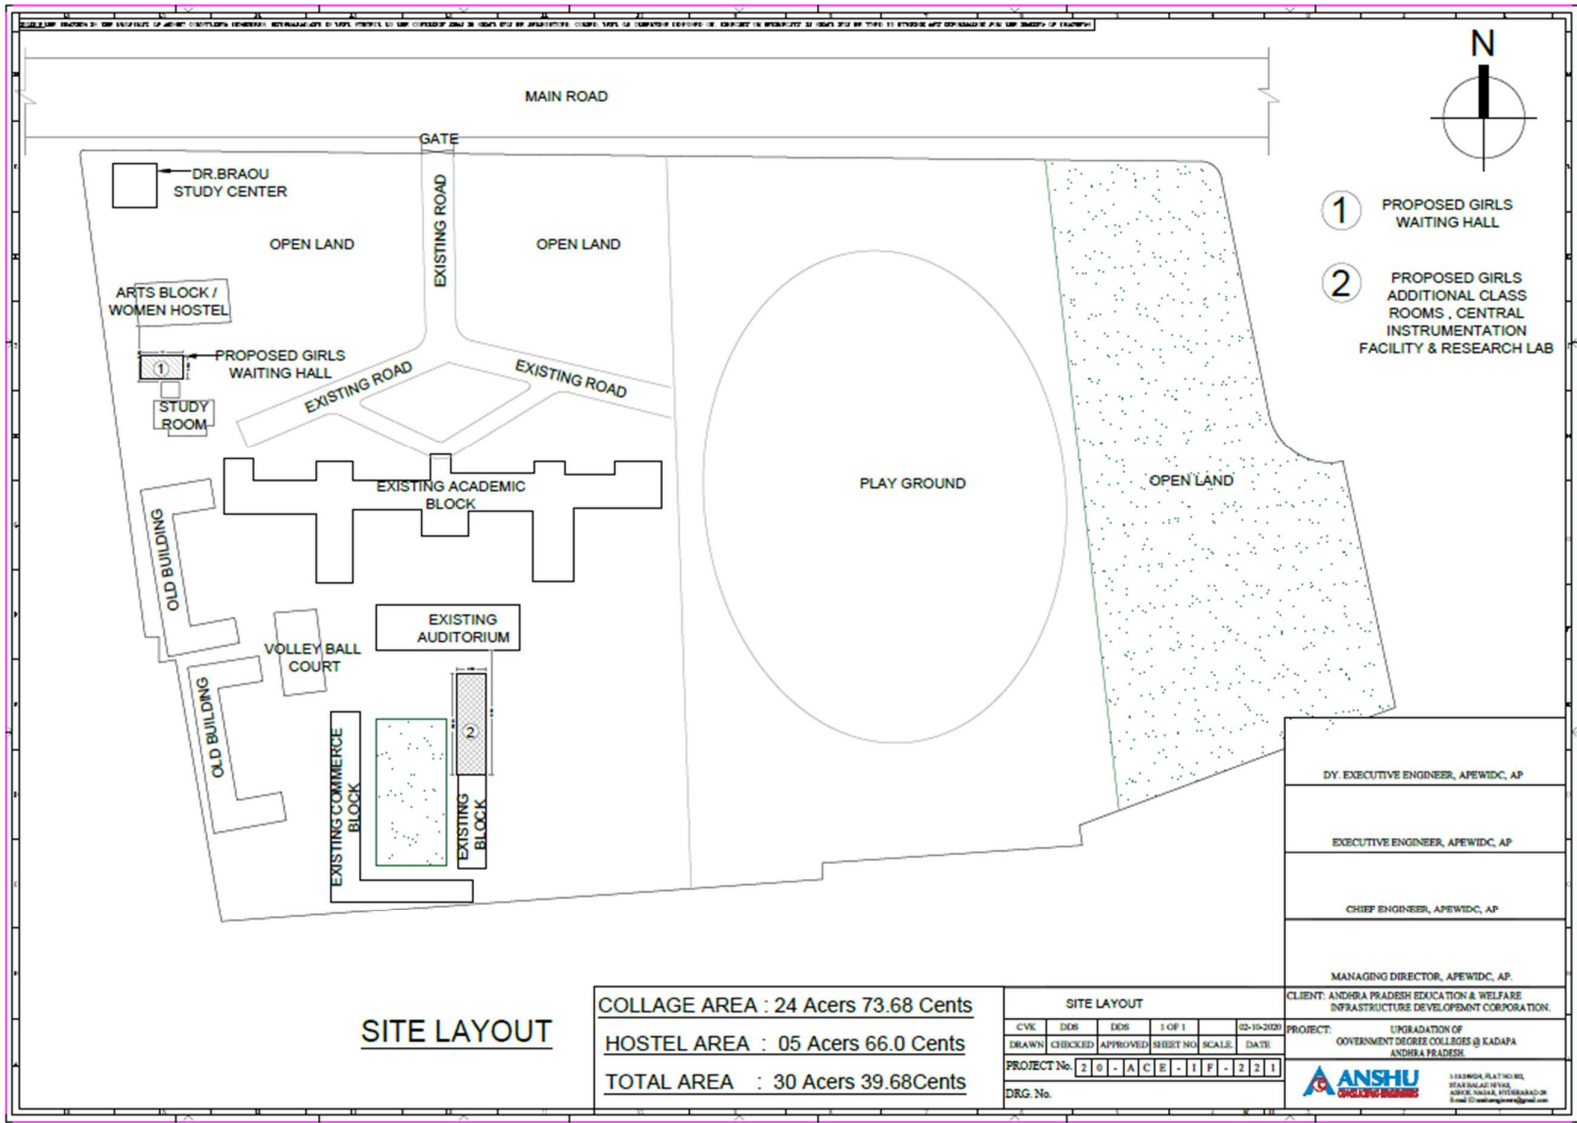 N
MAIN ROAD
GATE
DR.BRAOU
STUDY CENTER
OPEN LAND
EXISTING ROAD
OPEN LAND
1
PROPOSED GIRLS
WAITING HALL
2
PROPOSED GIRLS
ADDITIONAL CLASS
ROOMS , CENTRAL
INSTRUMENTATION
FACILITY & RESEARCH LAB
ARTS BLOCK /
WOMEN HOSTEL
1
PROPOSED GIRLS
WAITING HALL
EXISTING ROAD
EXISTING ROAD
STUDY
ROOM
EXISTING ACADEMIC
BLOCK
PLAY GROUND
OPEN LAND
OLD BUILDING
EXISTING
AUDITORIUM
VOLLEY BALL
COURT
OLD BUILDING
2
EXISTING COMMERCE
BLOCK
EXISTING
BLOCK
DY. EXECUTIVE ENGINEER, APEWIDC, AP
EXECUTIVE ENGINEER, APEWIDC, AP
CHIEF ENGINEER, APEWIDC, AP
MANAGING DIRECTOR, APEWIDC, AP.
SITE LAYOUT
COLLAGE AREA : 24 Acers 73.68 Cents
HOSTEL AREA : 05 Acers 66.0 Cents
TOTAL AREA : 30 Acers 39.68Cents
SITE LAYOUT
CVK DDS DDS 1 OF 1 02-10-2020
DRAWN CHECKED APPROVED SHEET NO SCALE DATE
PROJECT No. 2 0 - A C E - 1 F - 2 2 1
DRG. No.
CLIENT: ANDHRA PRADESH EDUCATION & WELFARE
INFRASTRUCTURE DEVELOPEMNT CORPORATION.
PROJECT: UPGRADATION OF
GOVERNMENT DEGREE COLLEGES @ KADAPA
ANDHRA PRADESH.
ANSHU
CONSULTING ENGINEERS